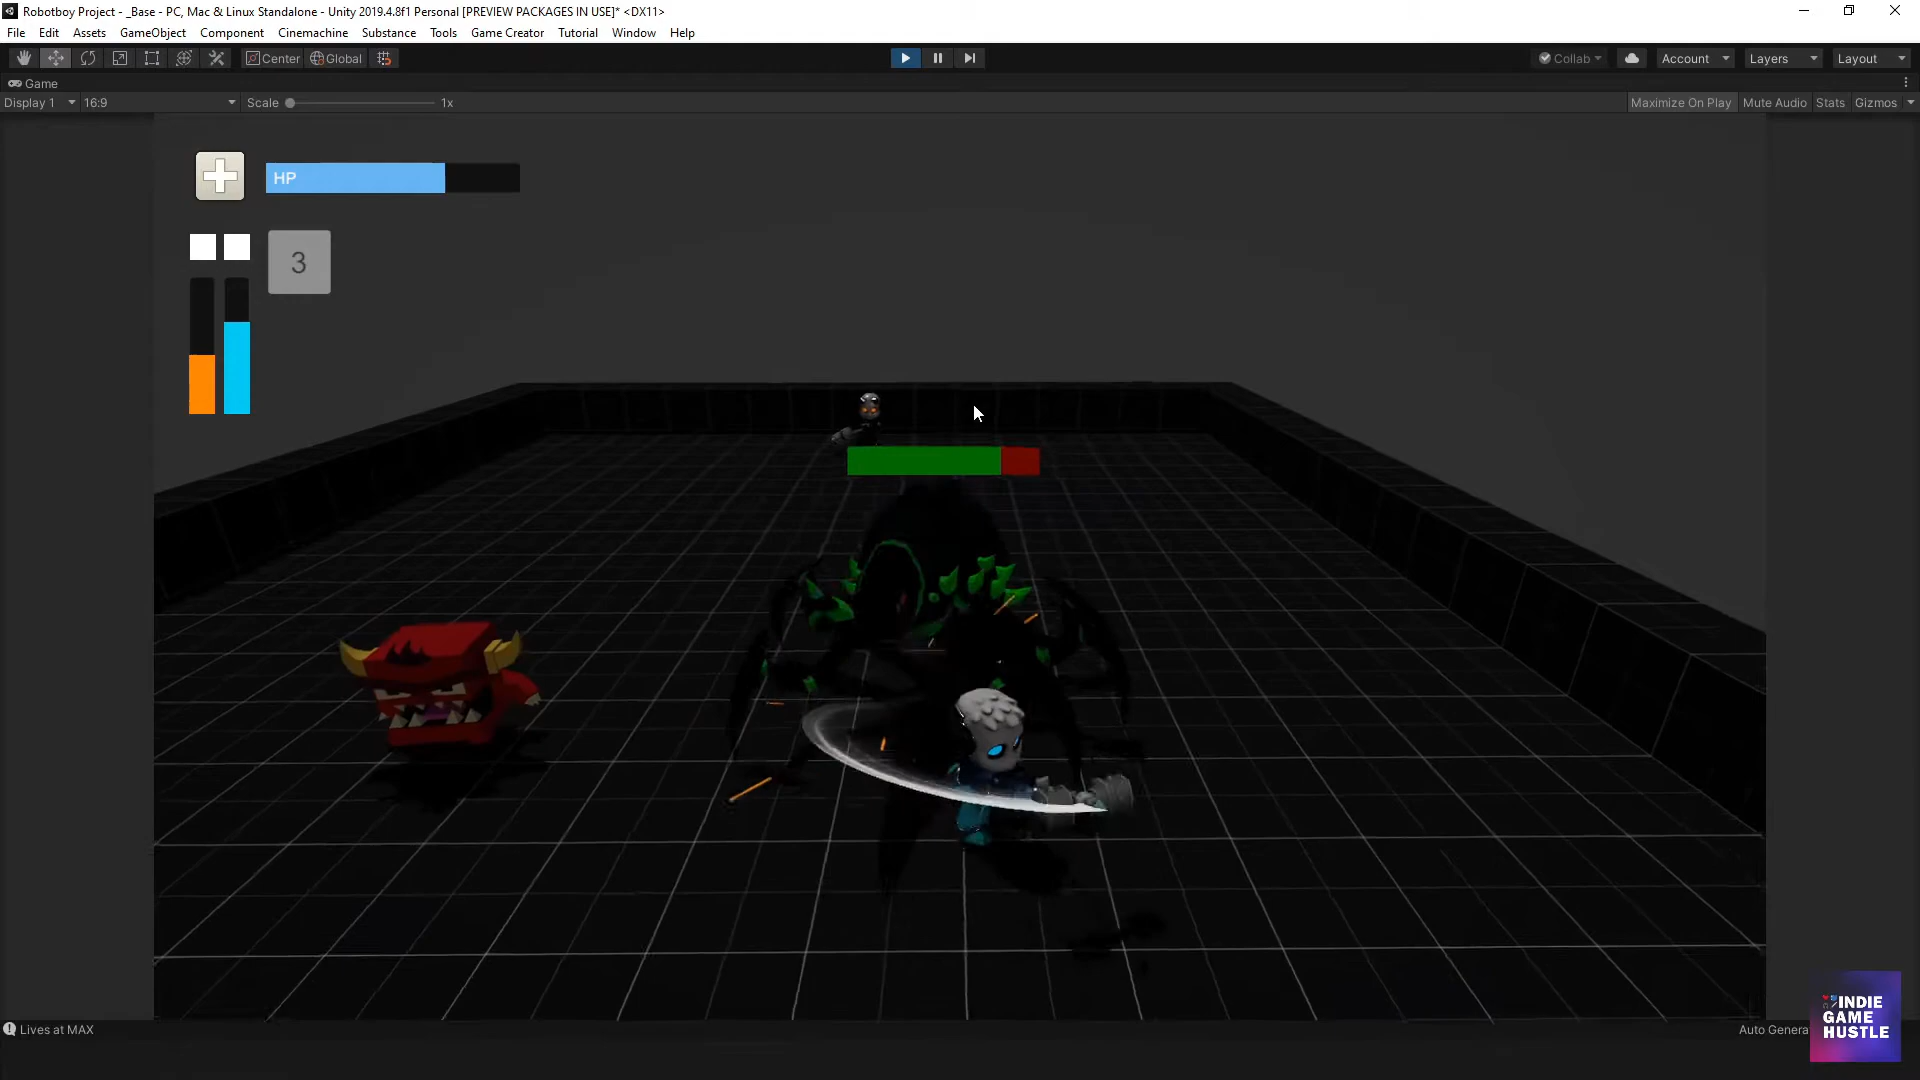 Robotboy Project - _Base - PC, Mac & Linux Standalone - Unity 2019.4.8f1 Personal [PREVIEW PACKAGES IN USE]* <DX11>
File Edit Assets GameObject Component Cinemachine Substance Tools Game Creator Tutorial Window Help
Center Global Collab Account Layers Layout
Game
Display 1 16:9 Scale 1x Maximize On Play Mute Audio Stats Gizmos
HP
3
Lives at MAX
Auto Genera
INDIE
GAME
HUSTLE